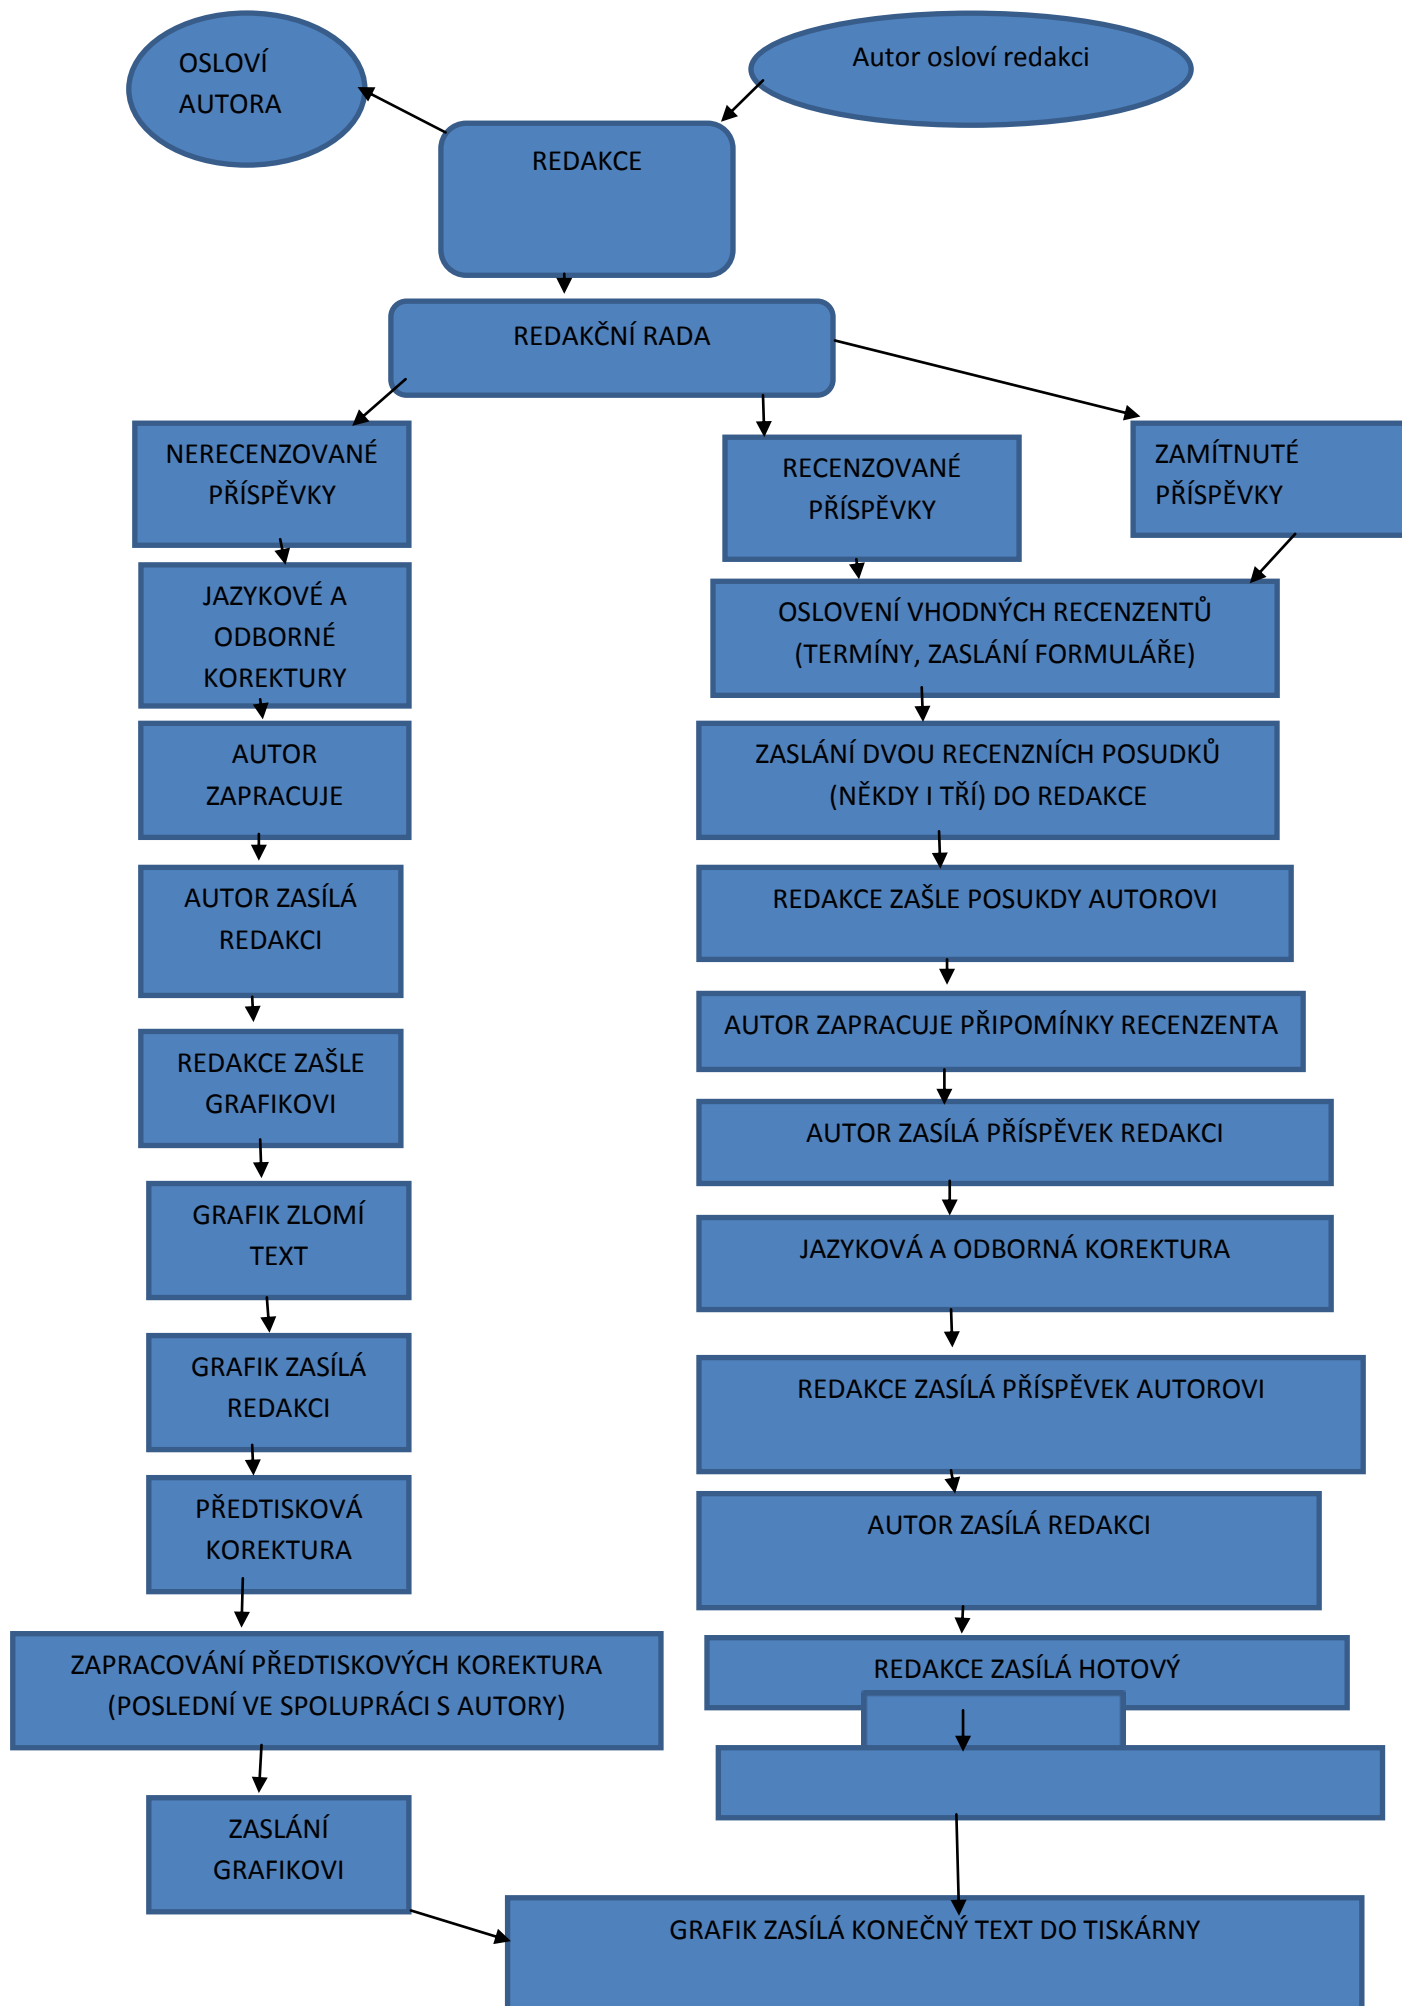 OSLOVÍ
AUTORA
Autor osloví redakci
REDAKCE
REDAKČNÍ RADA
NERECENZOVANÉ
PŘÍSPĚVKY
RECENZOVANÉ
PŘÍSPĚVKY
ZAMÍTNUTÉ
PŘÍSPĚVKY
JAZYKOVÉ A
ODBORNÉ
KOREKTURY
AUTOR
ZAPRACUJE
AUTOR ZASÍLÁ
REDAKCI
REDAKCE ZAŠLE
GRAFIKOVI
GRAFIK ZLOMÍ
TEXT
GRAFIK ZASÍLÁ
REDAKCI
PŘEDTISKOVÁ
KOREKTURA
ZAPRACOVÁNÍ PŘEDTISKOVÝCH KOREKTURA
(POSLEDNÍ VE SPOLUPRÁCI S AUTORY)
ZASLÁNÍ
GRAFIKOVI
OSLOVENÍ VHODNÝCH RECENZENTŮ
(TERMÍNY, ZASLÁNÍ FORMULÁŘE)
ZASLÁNÍ DVOU RECENZNÍCH POSUDKŮ
(NĚKDY I TŘÍ) DO REDAKCE
REDAKCE ZAŠLE POSUKDY AUTOROVI
AUTOR ZAPRACUJE PŘIPOMÍNKY RECENZENTA
AUTOR ZASÍLÁ PŘÍSPĚVEK REDAKCI
JAZYKOVÁ A ODBORNÁ KOREKTURA
REDAKCE ZASÍLÁ PŘÍSPĚVEK AUTOROVI
AUTOR ZASÍLÁ REDAKCI
REDAKCE ZASÍLÁ HOTOVÝ
GRAFIK ZASÍLÁ KONEČNÝ TEXT DO TISKÁRNY